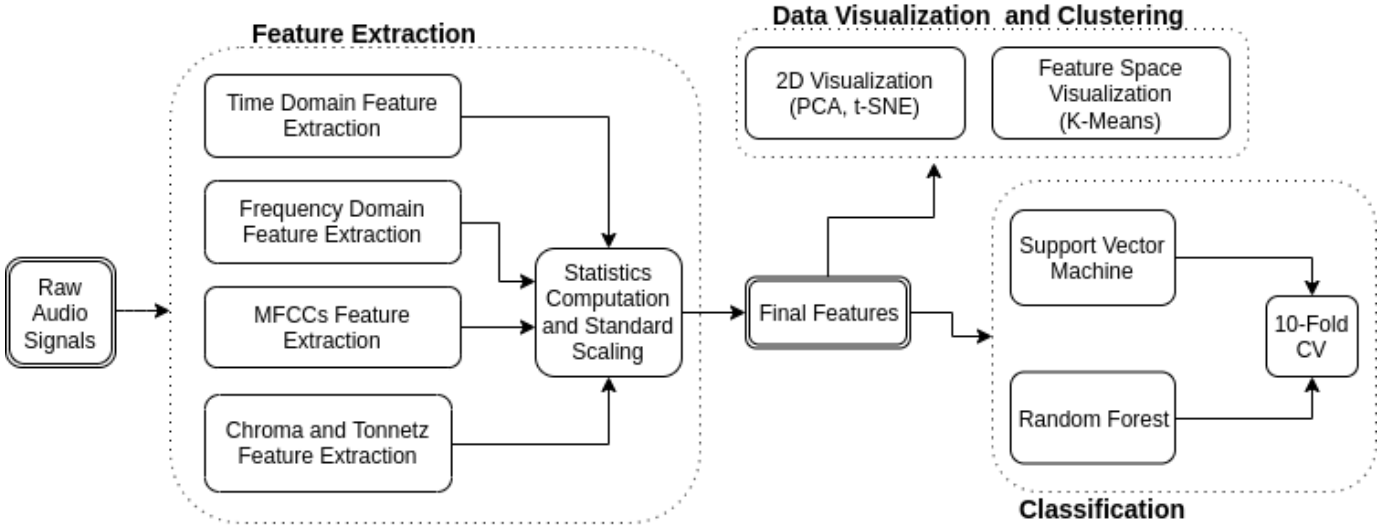 Feature Extraction
Data Visualization and Clustering
Time Domain Feature
Extraction
Frequency Domain
Feature Extraction
MFCCs Feature
Extraction
Chroma and Tonnetz
Feature Extraction
Raw
Audio
Signals
Statistics
Computation
and Standard
Scaling
Final Features
2D Visualization
(PCA, t-SNE)
Feature Space
Visualization
(K-Means)
Support Vector
Machine
Random Forest
10-Fold
CV
Classification